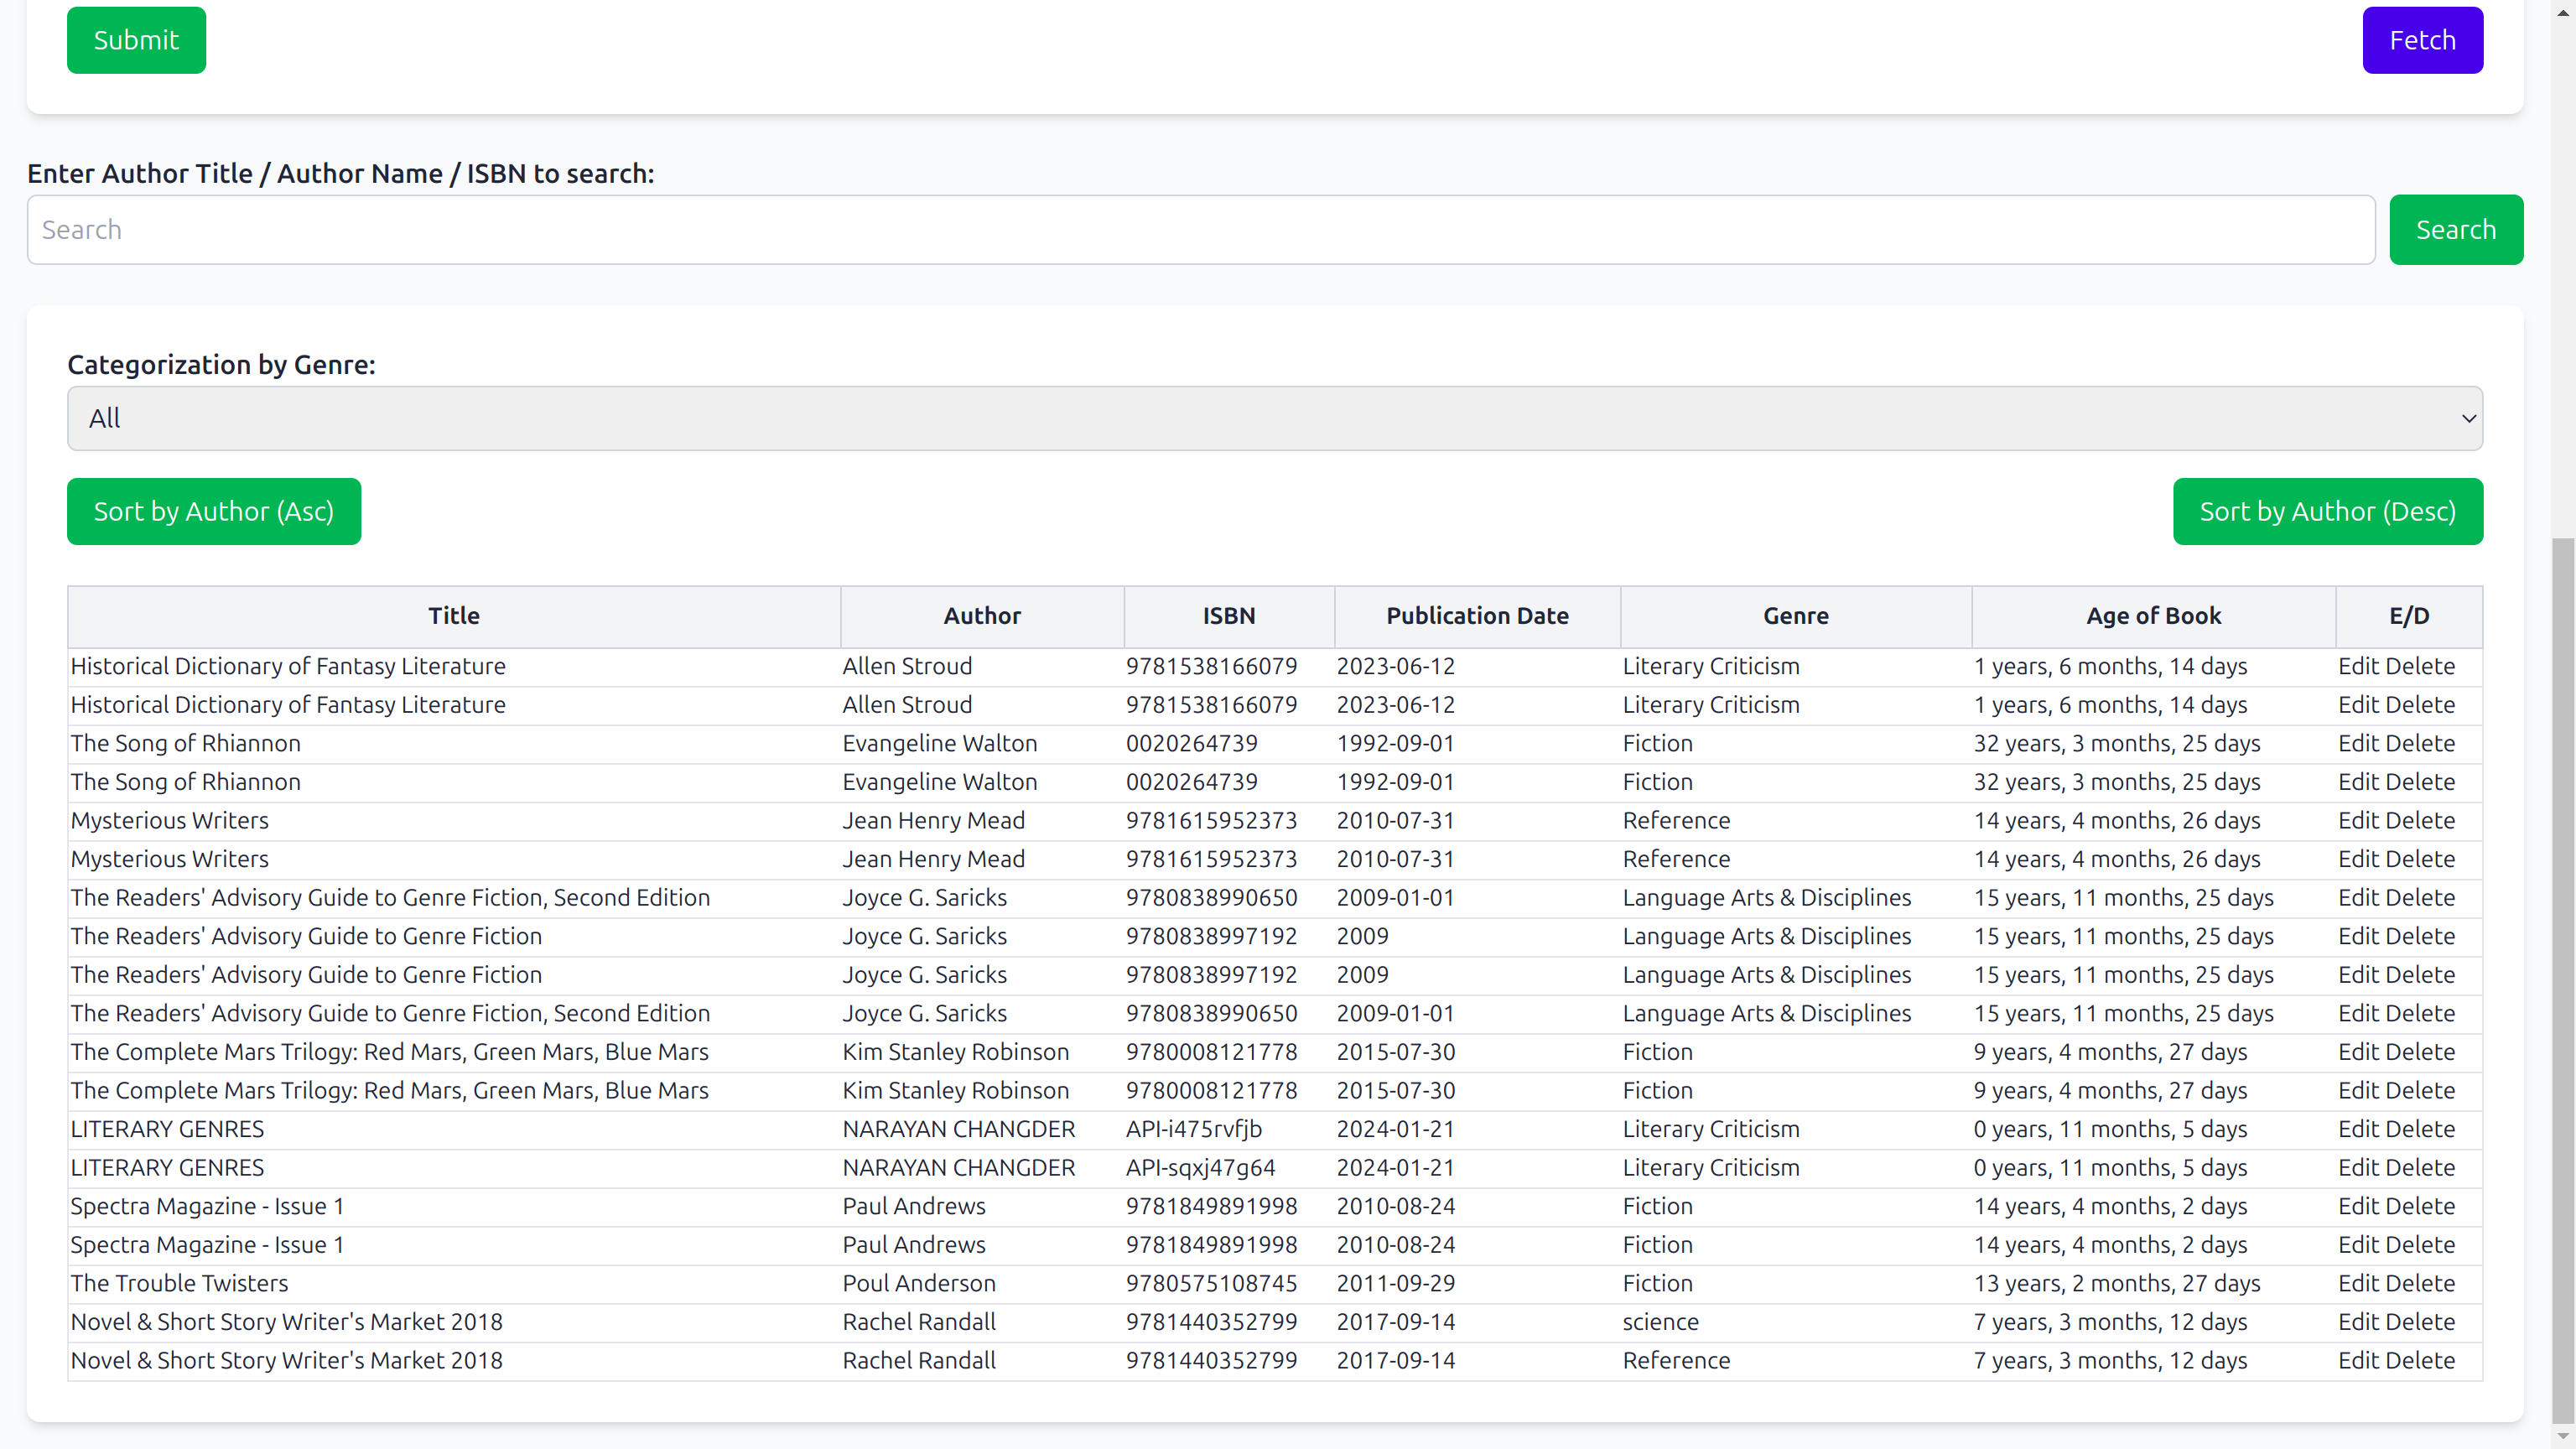 Submit Fetch
Enter Author Title / Author Name / ISBN to search:
Search Search
Categorization by Genre:
All
Sort by Author (Asc) Sort by Author (Desc)
Title Author ISBN Publication Date Genre Age of Book E/D
Historical Dictionary of Fantasy Literature Allen Stroud 9781538166079 2023-06-12 Literary Criticism 1 years, 6 months, 14 days Edit Delete
Historical Dictionary of Fantasy Literature Allen Stroud 9781538166079 2023-06-12 Literary Criticism 1 years, 6 months, 14 days Edit Delete
The Song of Rhiannon Evangeline Walton 0020264739 1992-09-01 Fiction 32 years, 3 months, 25 days Edit Delete
The Song of Rhiannon Evangeline Walton 0020264739 1992-09-01 Fiction 32 years, 3 months, 25 days Edit Delete
Mysterious Writers Jean Henry Mead 9781615952373 2010-07-31 Reference 14 years, 4 months, 26 days Edit Delete
Mysterious Writers Jean Henry Mead 9781615952373 2010-07-31 Reference 14 years, 4 months, 26 days Edit Delete
The Readers' Advisory Guide to Genre Fiction, Second Edition Joyce G. Saricks 9780838990650 2009-01-01 Language Arts & Disciplines 15 years, 11 months, 25 days Edit Delete
The Readers' Advisory Guide to Genre Fiction Joyce G. Saricks 9780838997192 2009 Language Arts & Disciplines 15 years, 11 months, 25 days Edit Delete
The Readers' Advisory Guide to Genre Fiction Joyce G. Saricks 9780838997192 2009 Language Arts & Disciplines 15 years, 11 months, 25 days Edit Delete
The Readers' Advisory Guide to Genre Fiction, Second Edition Joyce G. Saricks 9780838990650 2009-01-01 Language Arts & Disciplines 15 years, 11 months, 25 days Edit Delete
The Complete Mars Trilogy: Red Mars, Green Mars, Blue Mars Kim Stanley Robinson 9780008121778 2015-07-30 Fiction 9 years, 4 months, 27 days Edit Delete
The Complete Mars Trilogy: Red Mars, Green Mars, Blue Mars Kim Stanley Robinson 9780008121778 2015-07-30 Fiction 9 years, 4 months, 27 days Edit Delete
LITERARY GENRES NARAYAN CHANGDER API-i475rvfjb 2024-01-21 Literary Criticism 0 years, 11 months, 5 days Edit Delete
LITERARY GENRES NARAYAN CHANGDER API-sqxj47g64 2024-01-21 Literary Criticism 0 years, 11 months, 5 days Edit Delete
Spectra Magazine - Issue 1 Paul Andrews 9781849891998 2010-08-24 Fiction 14 years, 4 months, 2 days Edit Delete
Spectra Magazine - Issue 1 Paul Andrews 9781849891998 2010-08-24 Fiction 14 years, 4 months, 2 days Edit Delete
The Trouble Twisters Poul Anderson 9780575108745 2011-09-29 Fiction 13 years, 2 months, 27 days Edit Delete
Novel & Short Story Writer's Market 2018 Rachel Randall 9781440352799 2017-09-14 science 7 years, 3 months, 12 days Edit Delete
Novel & Short Story Writer's Market 2018 Rachel Randall 9781440352799 2017-09-14 Reference 7 years, 3 months, 12 days Edit Delete